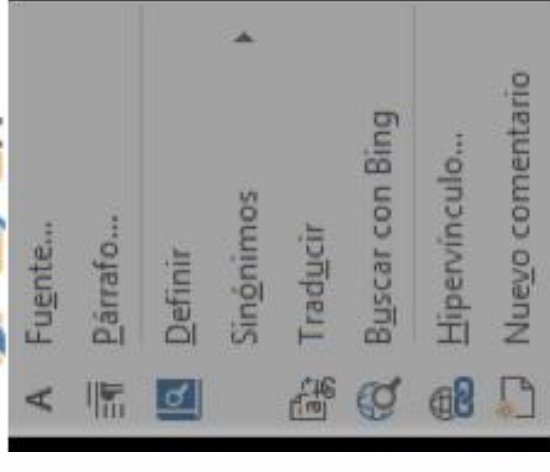 Fuente...
Párrafo...
Definir
Sinónimos
Traducir
Buscar con Bing
Hipervínculo...
Nuevo comentario